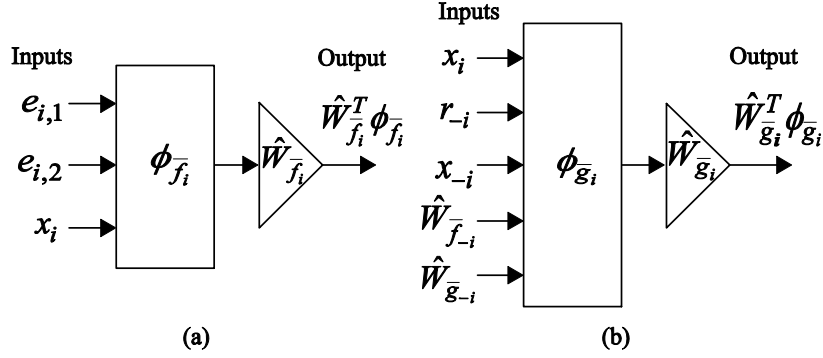 Inputs
Output
e_{i,1}
e_{i,2}
x_i
ϕ_{f̄_i}
Ŵ_{f̄_i}
Ŵ^T_{f̄_i} ϕ_{f̄_i}
(a)
Inputs
Output
x_i
r_{-i}
x_{-i}
Ŵ_{f̄_{-i}}
Ŵ_{ḡ_{-i}}
ϕ_{ḡ_i}
Ŵ_{ḡ_i}
Ŵ^T_{ḡ_i} ϕ_{ḡ_i}
(b)